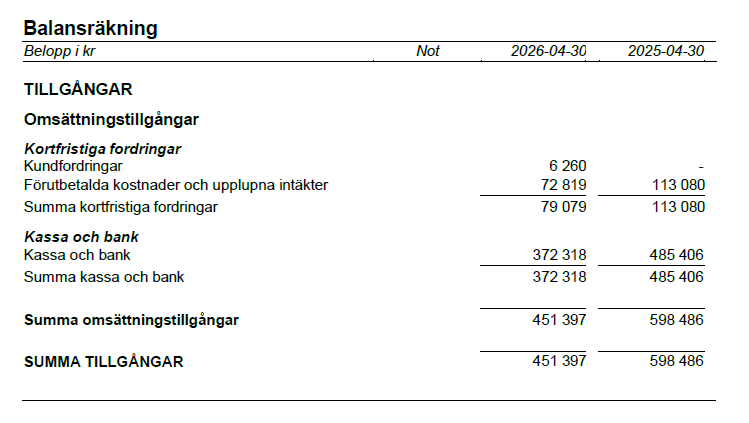 Balansräkning
Belopp i kr Not 2026-04-30 2025-04-30
TILLGÅNGAR
Omsättningstillgångar
Kortfristiga fordringar
Kundfordringar 6 260 -
Förutbetalda kostnader och upplupna intäkter 72 819 113 080
Summa kortfristiga fordringar 79 079 113 080
Kassa och bank
Kassa och bank 372 318 485 406
Summa kassa och bank 372 318 485 406
Summa omsättningstillgångar 451 397 598 486
SUMMA TILLGÅNGAR 451 397 598 486